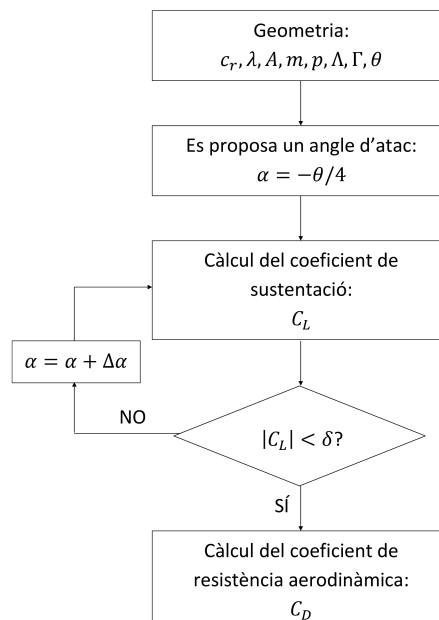 Geometria:
c_r, λ, A, m, p, Λ, Γ, θ
Es proposa un angle d'atac:
α = −θ/4
Càlcul del coeficient de
sustentació:
C_L
α = α + Δα
NO
|C_L| < δ?
SÍ
Càlcul del coeficient de
resistència aerodinàmica:
C_D